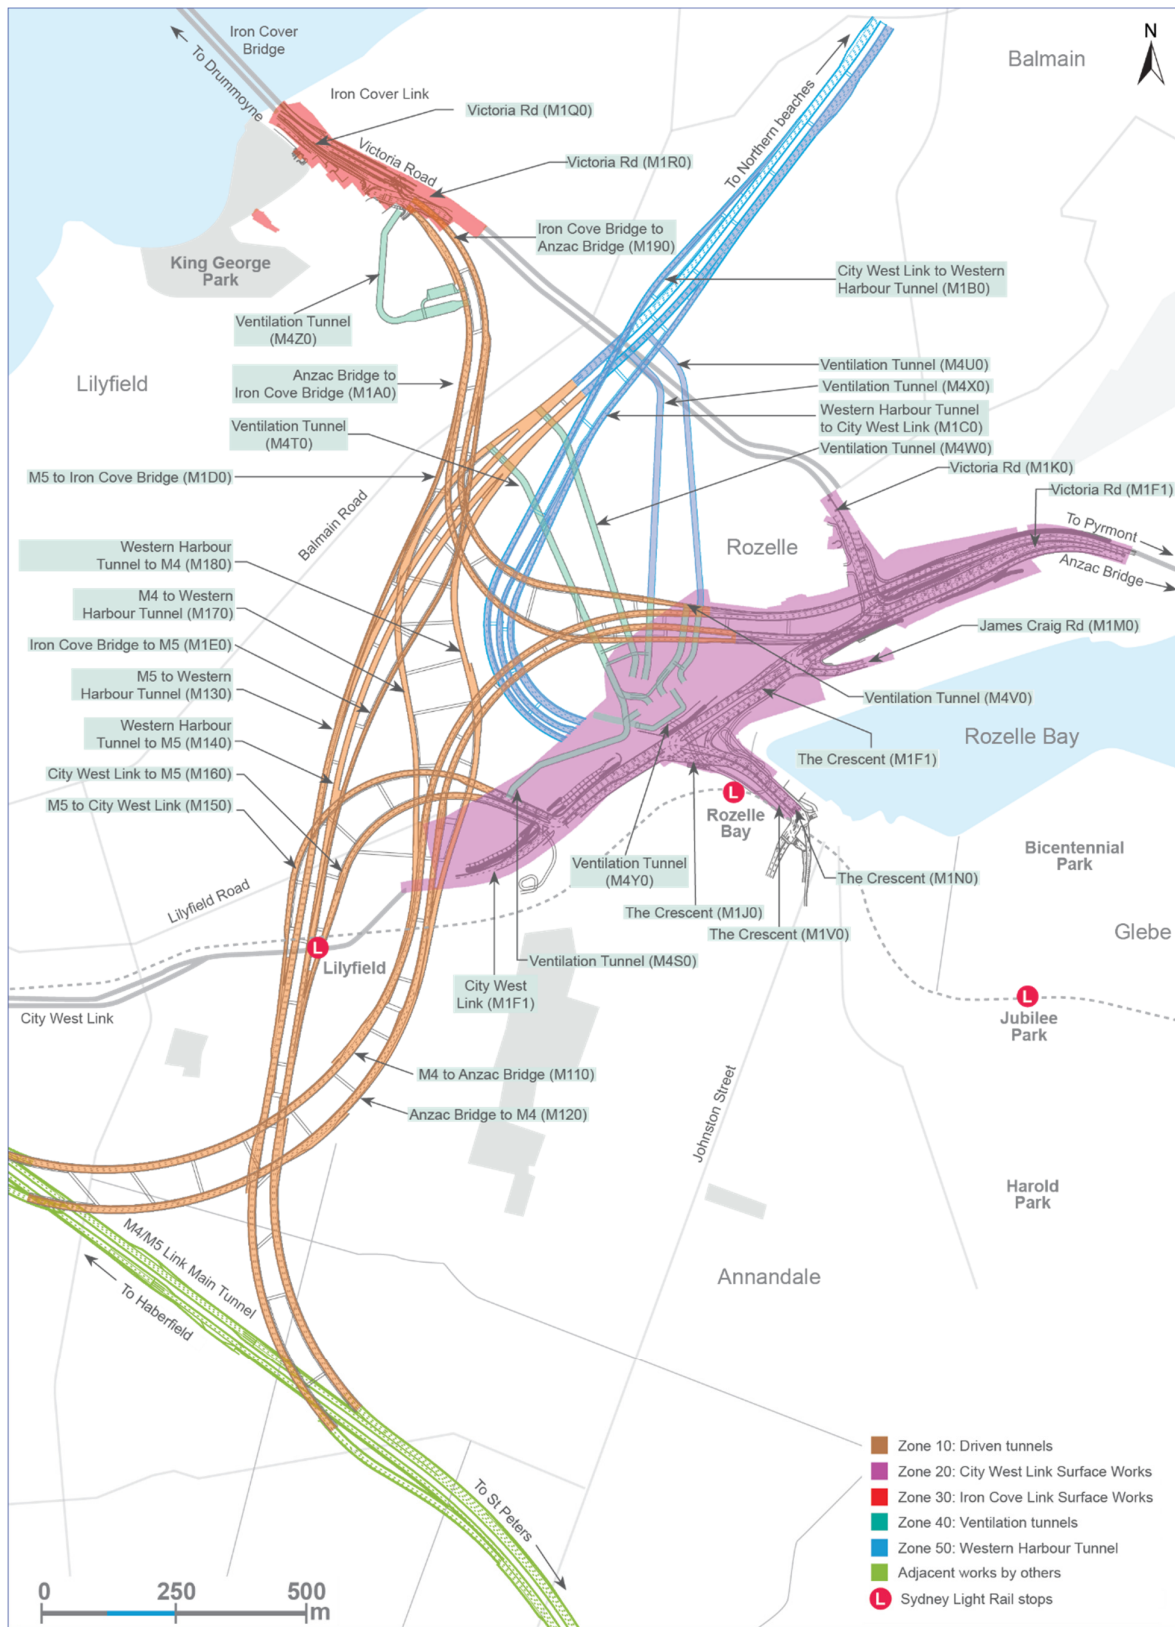 Iron Cover
Bridge
To Drummoyne
Iron Cover Link
Victoria Rd (M1Q0)
Victoria Road
Victoria Rd (M1R0)
Iron Cove Bridge to
Anzac Bridge (M190)
King George
Park
Ventilation Tunnel
(M4Z0)
Balmain
N
To Northern beaches
City West Link to Western
Harbour Tunnel (M1B0)
Lilyfield
Anzac Bridge to
Iron Cove Bridge (M1A0)
Ventilation Tunnel
(M4T0)
Ventilation Tunnel (M4U0)
Ventilation Tunnel (M4X0)
Western Harbour Tunnel
to City West Link (M1C0)
Ventilation Tunnel (M4W0)
Victoria Rd (M1K0)
Victoria Rd (M1F1)
M5 to Iron Cove Bridge (M1D0)
Balmain Road
Rozelle
To Pyrmont
Anzac Bridge
Western Harbour
Tunnel to M4 (M180)
M4 to Western
Harbour Tunnel (M170)
Iron Cove Bridge to M5 (M1E0)
M5 to Western
Harbour Tunnel (M130)
Western Harbour
Tunnel to M5 (M140)
City West Link to M5 (M160)
M5 to City West Link (M150)
James Craig Rd (M1M0)
Ventilation Tunnel (M4V0)
Rozelle Bay
The Crescent (M1F1)
L
Rozelle
Bay
Ventilation Tunnel
(M4Y0)
Bicentennial
Park
The Crescent (M1N0)
The Crescent (M1J0)
The Crescent (M1V0)
Glebe
Lilyfield Road
L
Lilyfield
Ventilation Tunnel (M4S0)
City West
Link (M1F1)
City West Link
L
Jubilee
Park
M4 to Anzac Bridge (M110)
Anzac Bridge to M4 (M120)
Johnston Street
Harold
Park
M4/M5 Link Main Tunnel
To Haberfield
Annandale
To St Peters
Zone 10: Driven tunnels
Zone 20: City West Link Surface Works
Zone 30: Iron Cove Link Surface Works
Zone 40: Ventilation tunnels
Zone 50: Western Harbour Tunnel
Adjacent works by others
L Sydney Light Rail stops
0 250 500
m